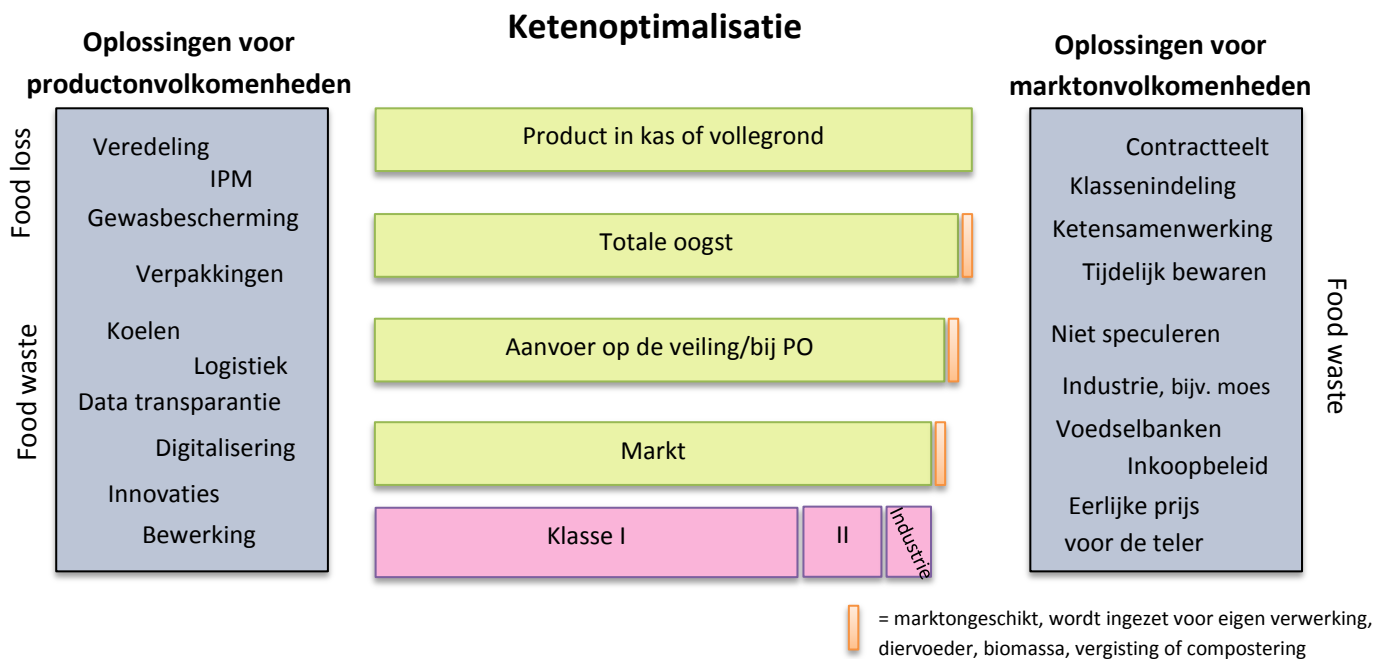 Ketenoptimalisatie
Oplossingen voor
productonvolkomenheden
Food loss
Food waste
Veredeling
IPM
Gewasbescherming
Verpakkingen
Koelen
Logistiek
Data transparantie
Digitalisering
Innovaties
Bewerking
Product in kas of vollegrond
Totale oogst
Aanvoer op de veiling/bij PO
Markt
Klasse I
II
Industrie
Oplossingen voor
marktonvolkomenheden
Contractteelt
Klassenindeling
Ketensamenwerking
Tijdelijk bewaren
Niet speculeren
Industrie, bijv. moes
Voedselbanken
Inkoopbeleid
Eerlijke prijs
voor de teler
Food waste
= marktongeschikt, wordt ingezet voor eigen verwerking,
diervoeder, biomassa, vergisting of compostering